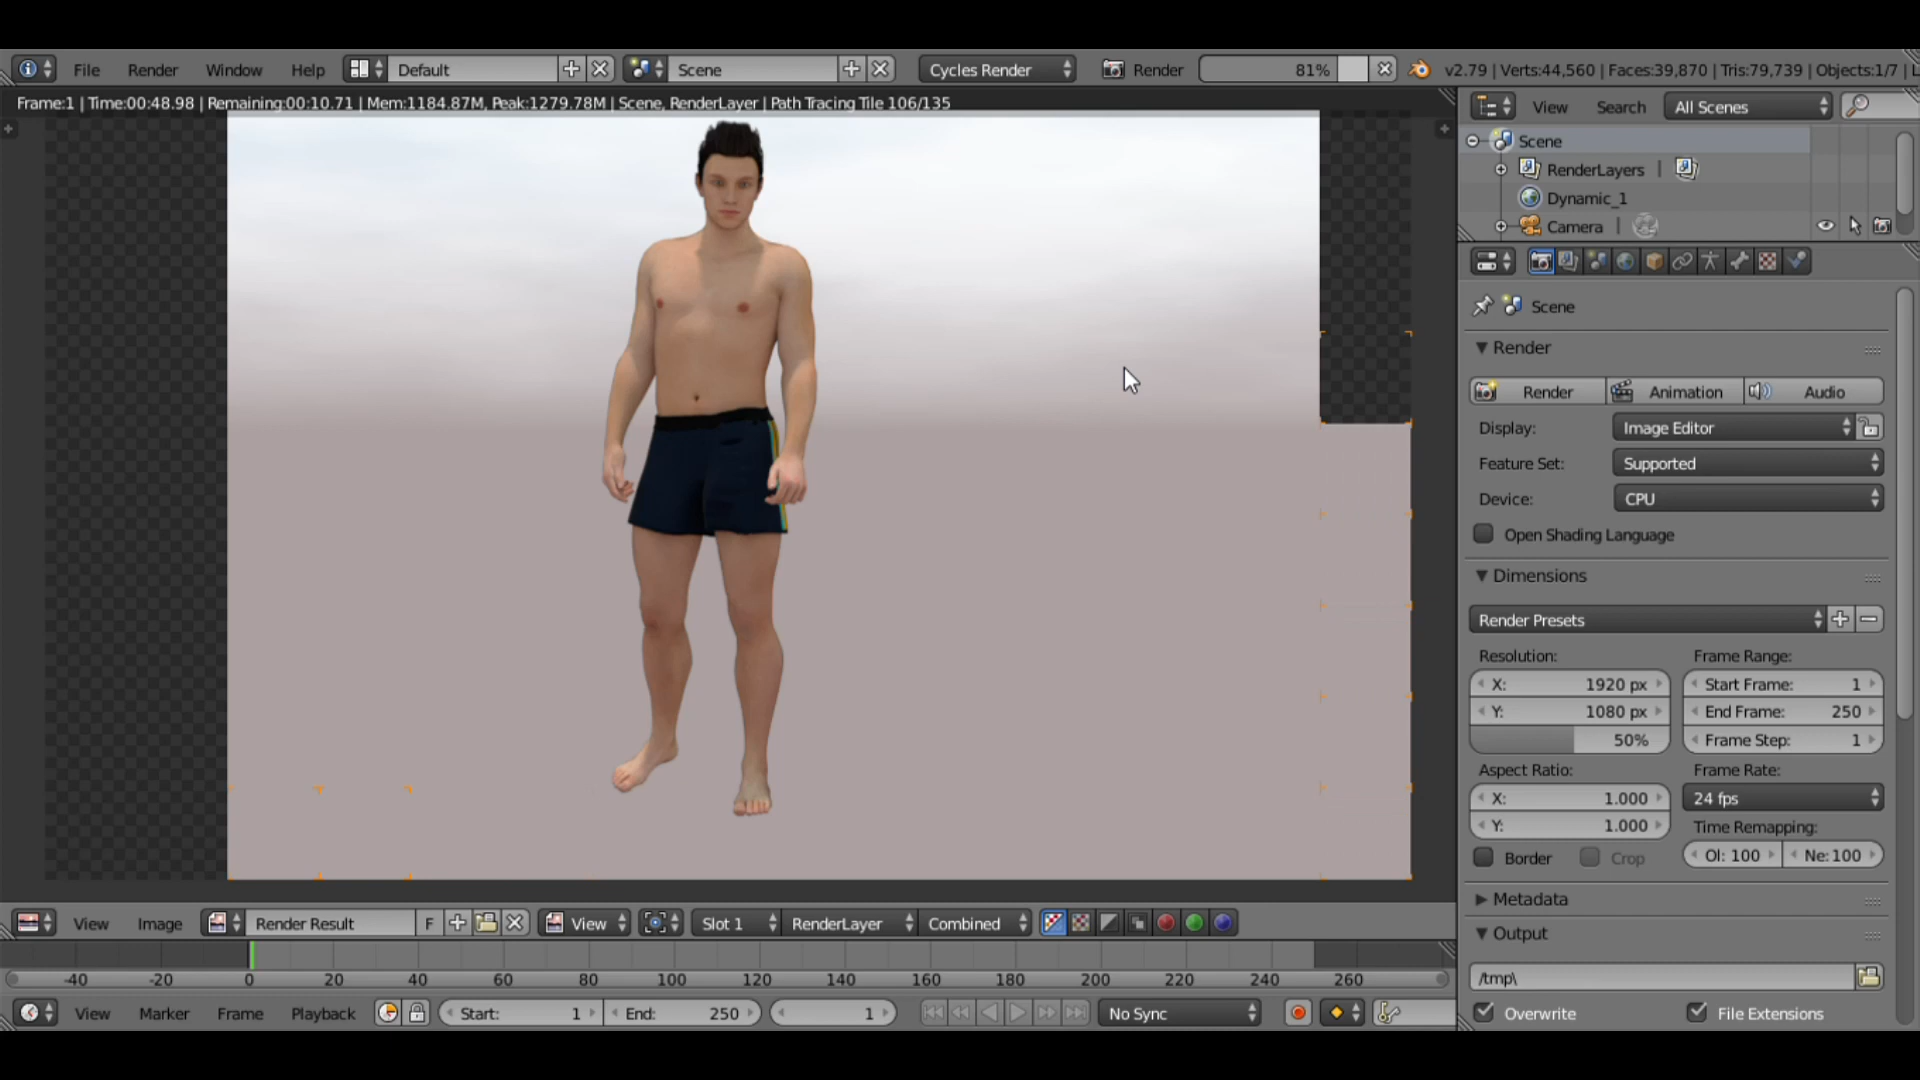 File Render Window Help Default Scene Cycles Render Render 81% v2.79 | Verts:44,560 | Faces:39,870 | Tris:79,739 | Objects:1/7 | L
Frame:1 | Time:00:48.98 | Remaining:00:10.71 | Mem:1184.87M, Peak:1279.78M | Scene, RenderLayer | Path Tracing Tile 106/135
View Search All Scenes
Scene
RenderLayers |
Dynamic_1
Camera |
Scene
Render
Render Animation Audio
Display: Image Editor
Feature Set: Supported
Device: CPU
Open Shading Language
Dimensions
Render Presets
Resolution: Frame Range:
X: 1920 px Start Frame: 1
Y: 1080 px End Frame: 250
50% Frame Step: 1
Aspect Ratio: Frame Rate:
X: 1.000 24 fps
Y: 1.000 Time Remapping:
Border Crop Ol: 100 Ne: 100
Metadata
Output
/tmp\
Overwrite File Extensions
View Image Render Result F View Slot 1 RenderLayer Combined
-40 -20 0 20 40 60 80 100 120 140 160 180 200 220 240 260
View Marker Frame Playback Start: 1 End: 250 1 No Sync